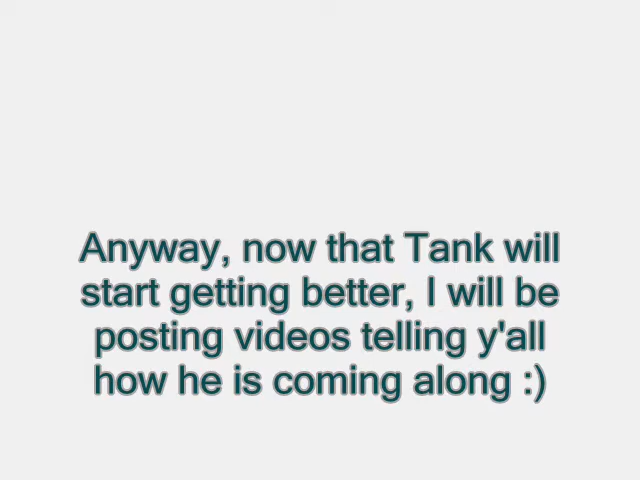 Anyway, now that Tank will
start getting better, I will be
posting videos telling y'all
how he is coming along :)